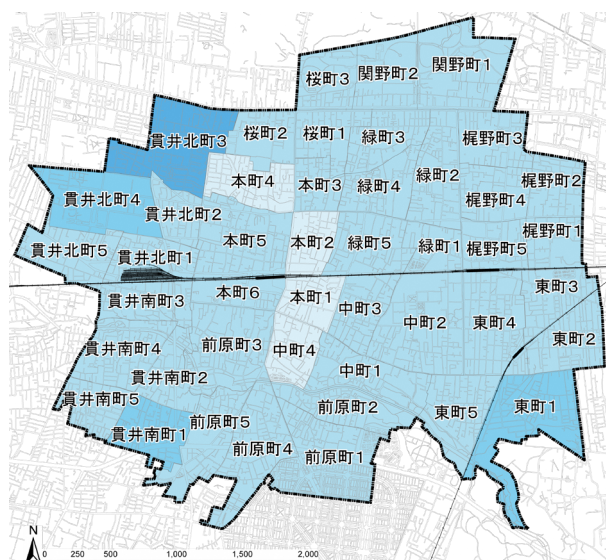 関野町1
関野町2
桜町3
貫井北町3
桜町2
桜町1
緑町3
梶野町3
本町4
本町3
緑町4
緑町2
梶野町2
貫井北町4
貫井北町2
梶野町4
梶野町1
貫井北町5
貫井北町1
本町5
本町2
緑町5
緑町1
梶野町5
貫井南町3
本町6
本町1
中町3
中町2
東町4
東町3
貫井南町4
前原町3
中町4
東町2
貫井南町2
中町1
貫井南町5
貫井南町1
前原町5
前原町2
東町5
東町1
前原町4
前原町1
N
0 250 500 1,000 1,500 2,000